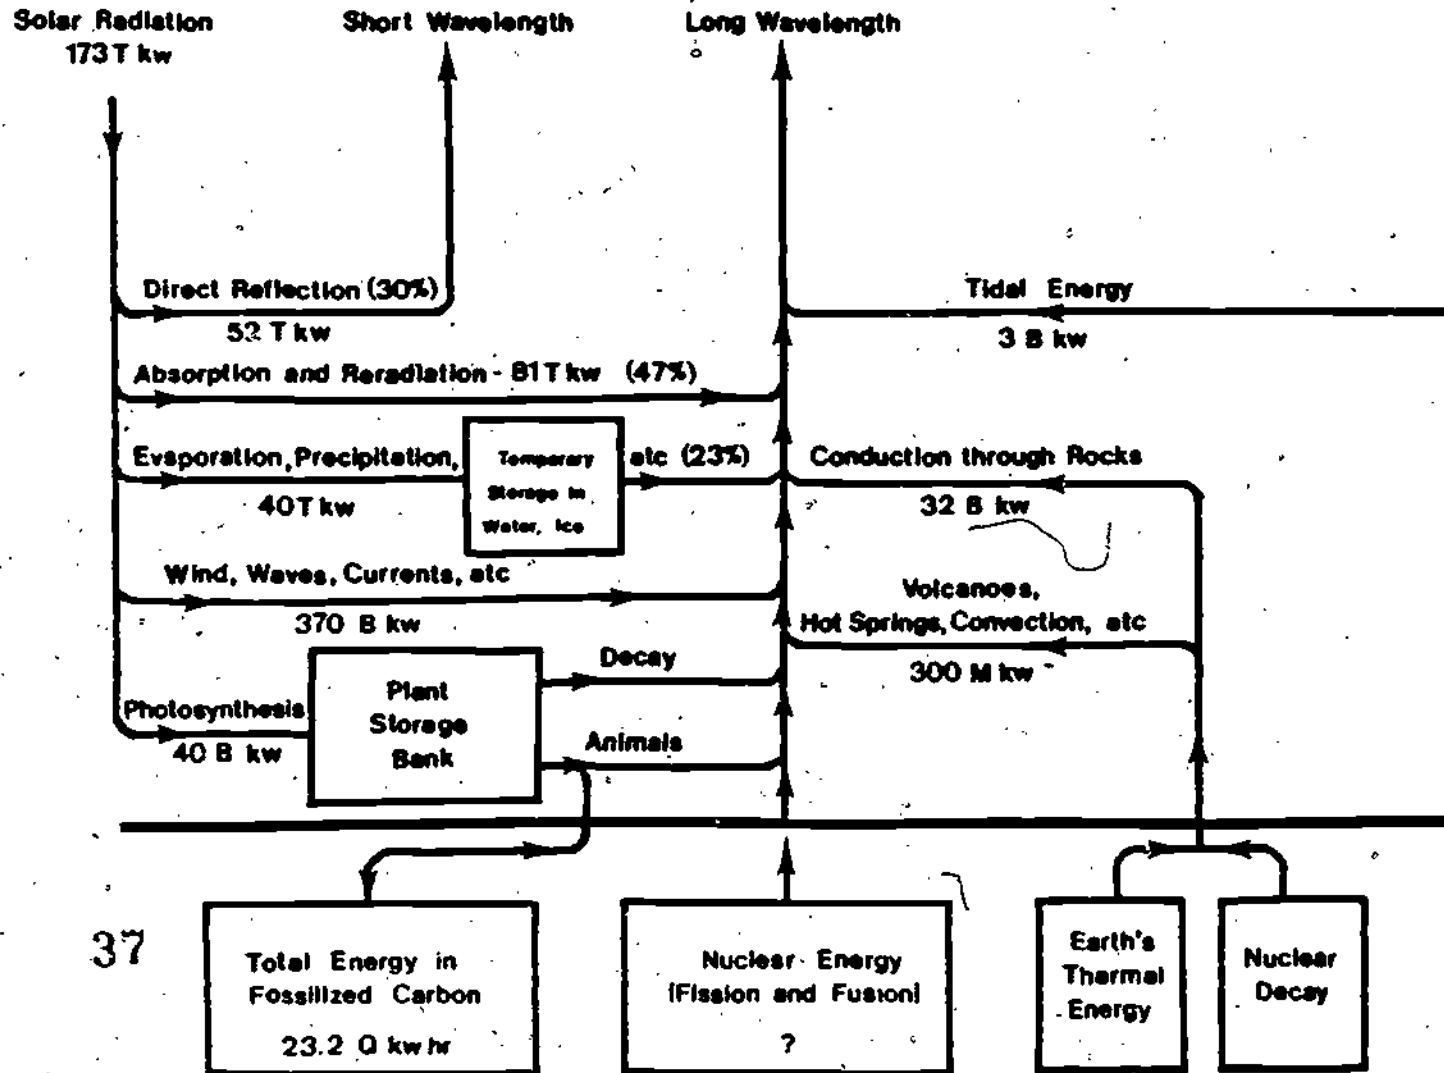 Solar Radiation
173 T kw
Short Wavelength
Long Wavelength
Direct Reflection (30%)
52 T kw
Tidal Energy
3 B kw
Absorption and Reradiation - 81 T kw (47%)
Evaporation, Precipitation,
40 T kw
Temporary
Storage in
Water, Ice
etc (23%)
Conduction through Rocks
32 B kw
Wind, Waves, Currents, etc
370 B kw
Volcanoes,
Hot Springs, Convection, etc
300 M kw
Photosynthesis
40 B kw
Plant
Storage
Bank
Decay
Animals
37
Total Energy in
Fossilized Carbon
23.2 Q kw hr
Nuclear Energy
(Fission and Fusion)
?
Earth's
Thermal
Energy
Nuclear
Decay